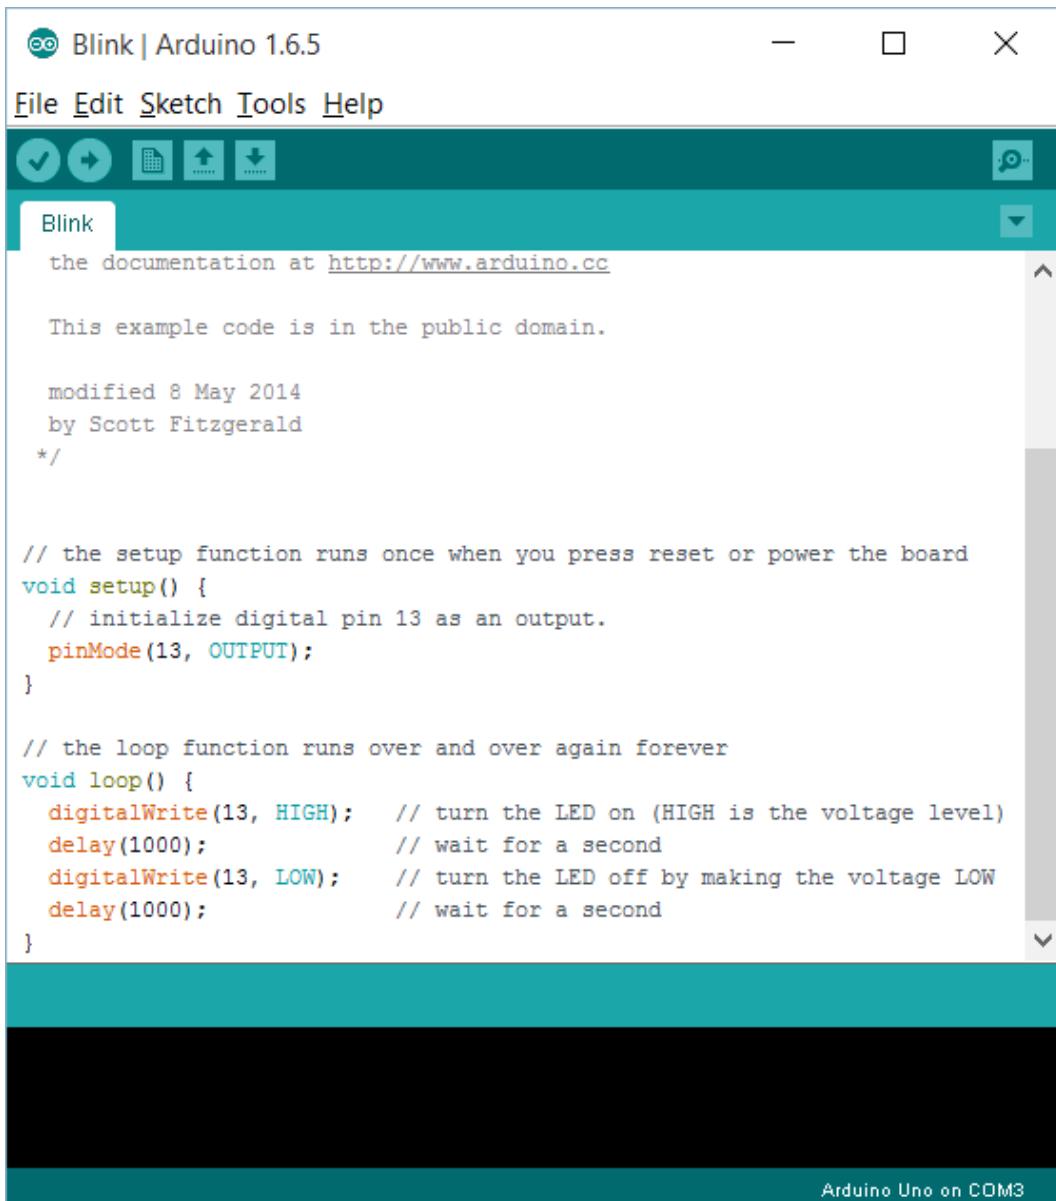 Blink | Arduino 1.6.5
File Edit Sketch Tools Help
Blink
the documentation at http://www.arduino.cc
This example code is in the public domain.
modified 8 May 2014
by Scott Fitzgerald
*/
// the setup function runs once when you press reset or power the board
void setup() {
  // initialize digital pin 13 as an output.
  pinMode(13, OUTPUT);
}
// the loop function runs over and over again forever
void loop() {
  digitalWrite(13, HIGH);   // turn the LED on (HIGH is the voltage level)
  delay(1000);              // wait for a second
  digitalWrite(13, LOW);    // turn the LED off by making the voltage LOW
  delay(1000);              // wait for a second
}
Arduino Uno on COM3